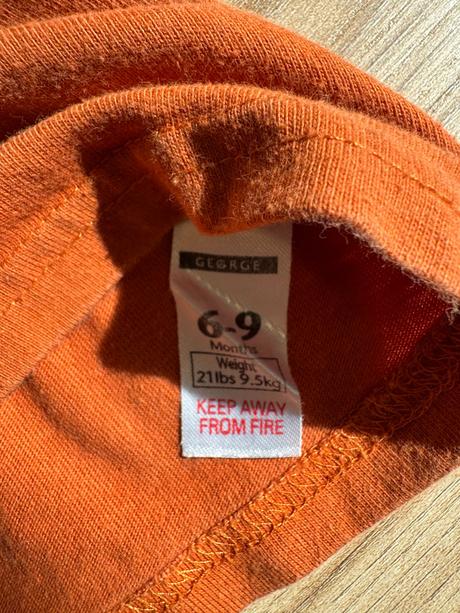 GEORGE
6-9
Months
Weight
21lbs 9.5kg
KEEP AWAY
FROM FIRE